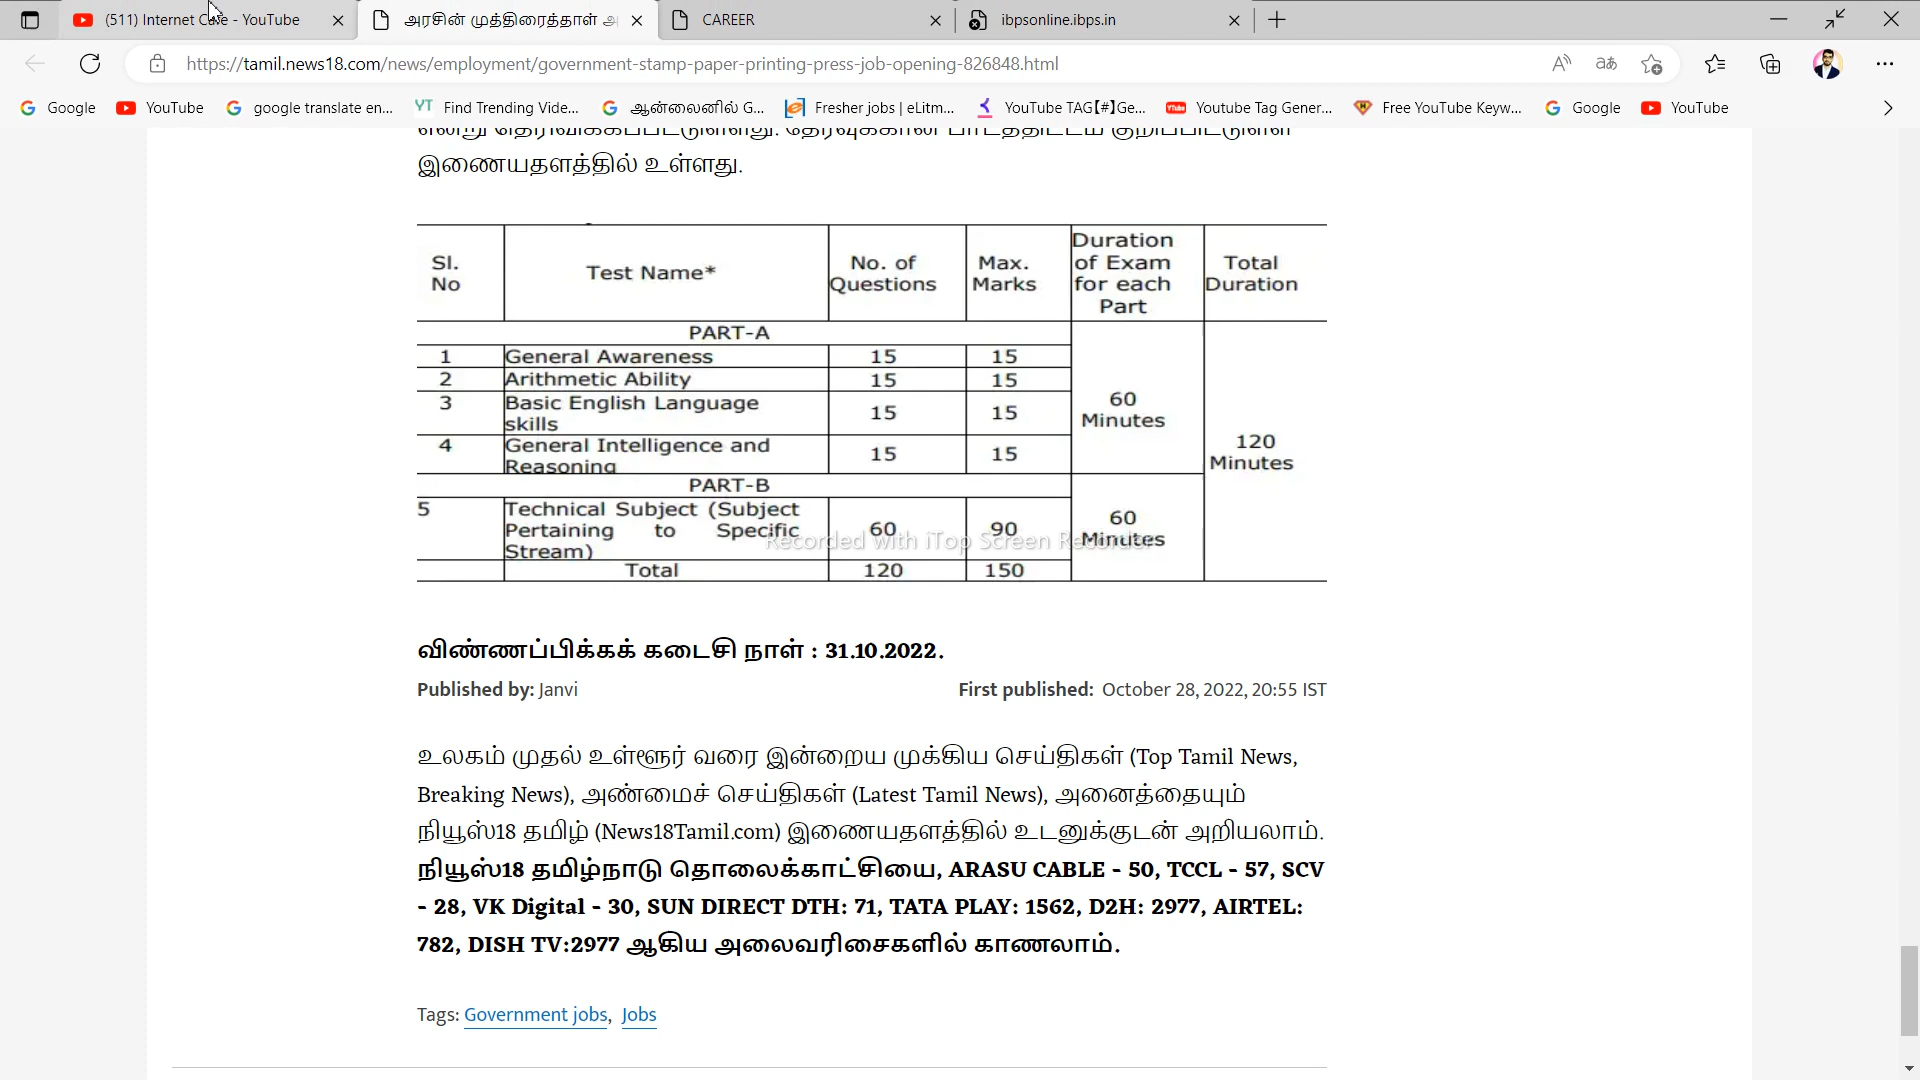 (511) Internet Cafe - YouTube
அரசின் முத்திரைத்தாள் அ
CAREER
ibpsonline.ibps.in
https://tamil.news18.com/news/employment/government-stamp-paper-printing-press-job-opening-826848.html
Google
YouTube
google translate en...
Find Trending Vide...
ஆன்லைனில் G...
Fresher jobs | eLitm...
YouTube TAG【#】Ge...
Youtube Tag Gener...
Free YouTube Keyw...
Google
YouTube
என்று தெரிவிக்கப்பட்டுள்ளது. தேர்வுக்கான பாடத்திட்டம் குறிப்பிட்டுள்ள
இணையதளத்தில் உள்ளது.
Sl. No
Test Name*
No. of Questions
Max. Marks
Duration of Exam for each Part
Total Duration
PART-A
1 General Awareness 15 15
2 Arithmetic Ability 15 15
3 Basic English Language skills 15 15
4 General Intelligence and Reasoning 15 15
60 Minutes
120 Minutes
PART-B
5 Technical Subject (Subject Pertaining to Specific Stream) 60 90
60 Minutes
Total 120 150
Recorded with iTop Screen Recorder
விண்ணப்பிக்கக் கடைசி நாள் : 31.10.2022.
Published by: Janvi
First published: October 28, 2022, 20:55 IST
உலகம் முதல் உள்ளூர் வரை இன்றைய முக்கிய செய்திகள் (Top Tamil News,
Breaking News), அண்மைச் செய்திகள் (Latest Tamil News), அனைத்தையும்
நியூஸ்18 தமிழ் (News18Tamil.com) இணையதளத்தில் உடனுக்குடன் அறியலாம்.
நியூஸ்18 தமிழ்நாடு தொலைக்காட்சியை, ARASU CABLE - 50, TCCL - 57, SCV
- 28, VK Digital - 30, SUN DIRECT DTH: 71, TATA PLAY: 1562, D2H: 2977, AIRTEL:
782, DISH TV:2977 ஆகிய அலைவரிசைகளில் காணலாம்.
Tags: Government jobs, Jobs